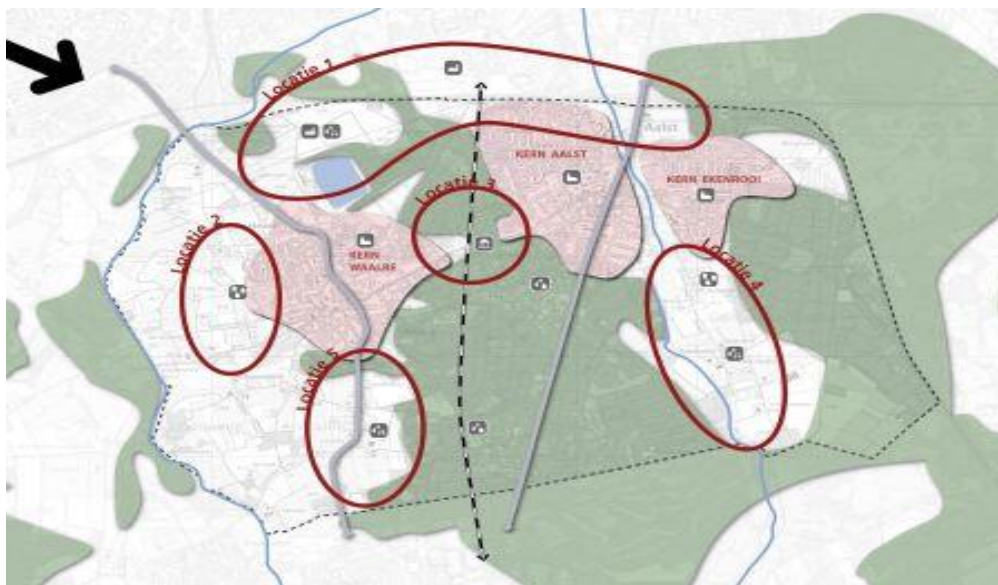 Locatie 1
Aalst
KERN AALST
KERN EKENROOI
Locatie 3
Locatie 2
KERN
WAALRE
Locatie 4
Locatie 5